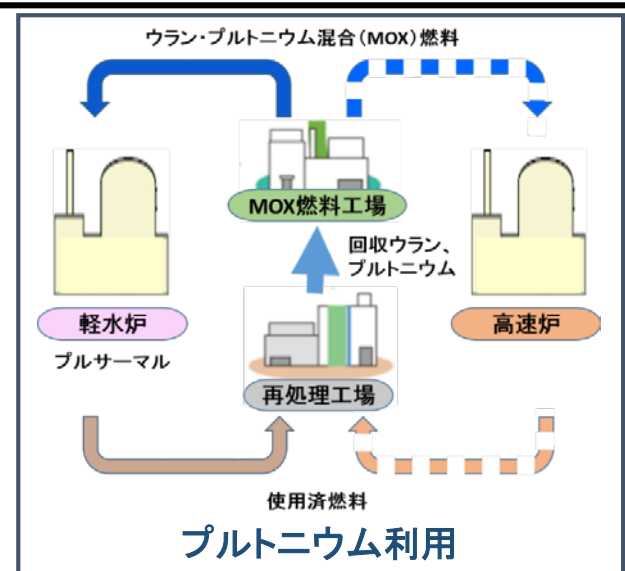 ウラン・プルトニウム混合(MOX)燃料
MOX燃料工場
回収ウラン、
プルトニウム
軽水炉
プルサーマル
高速炉
再処理工場
使用済燃料
プルトニウム利用